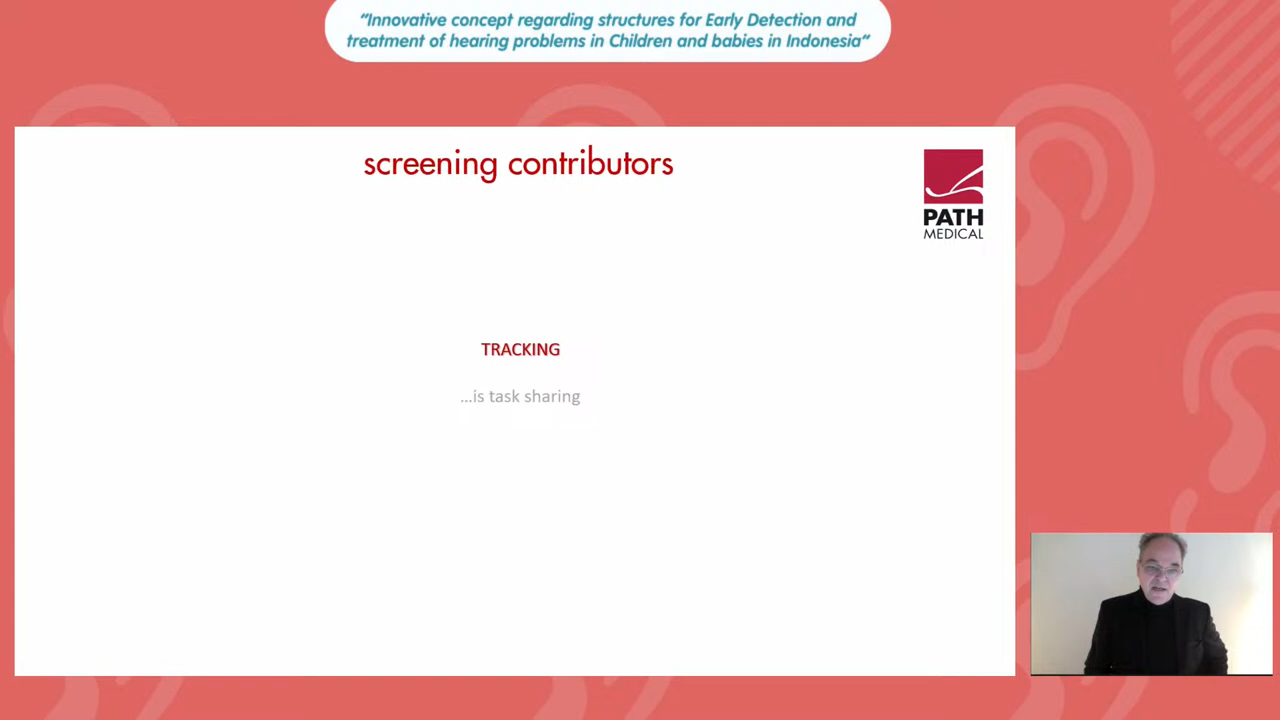 “Innovative concept regarding structures for Early Detection and
treatment of hearing problems in Children and babies in Indonesia“
screening contributors
PATH
MEDICAL
TRACKING
...is task sharing